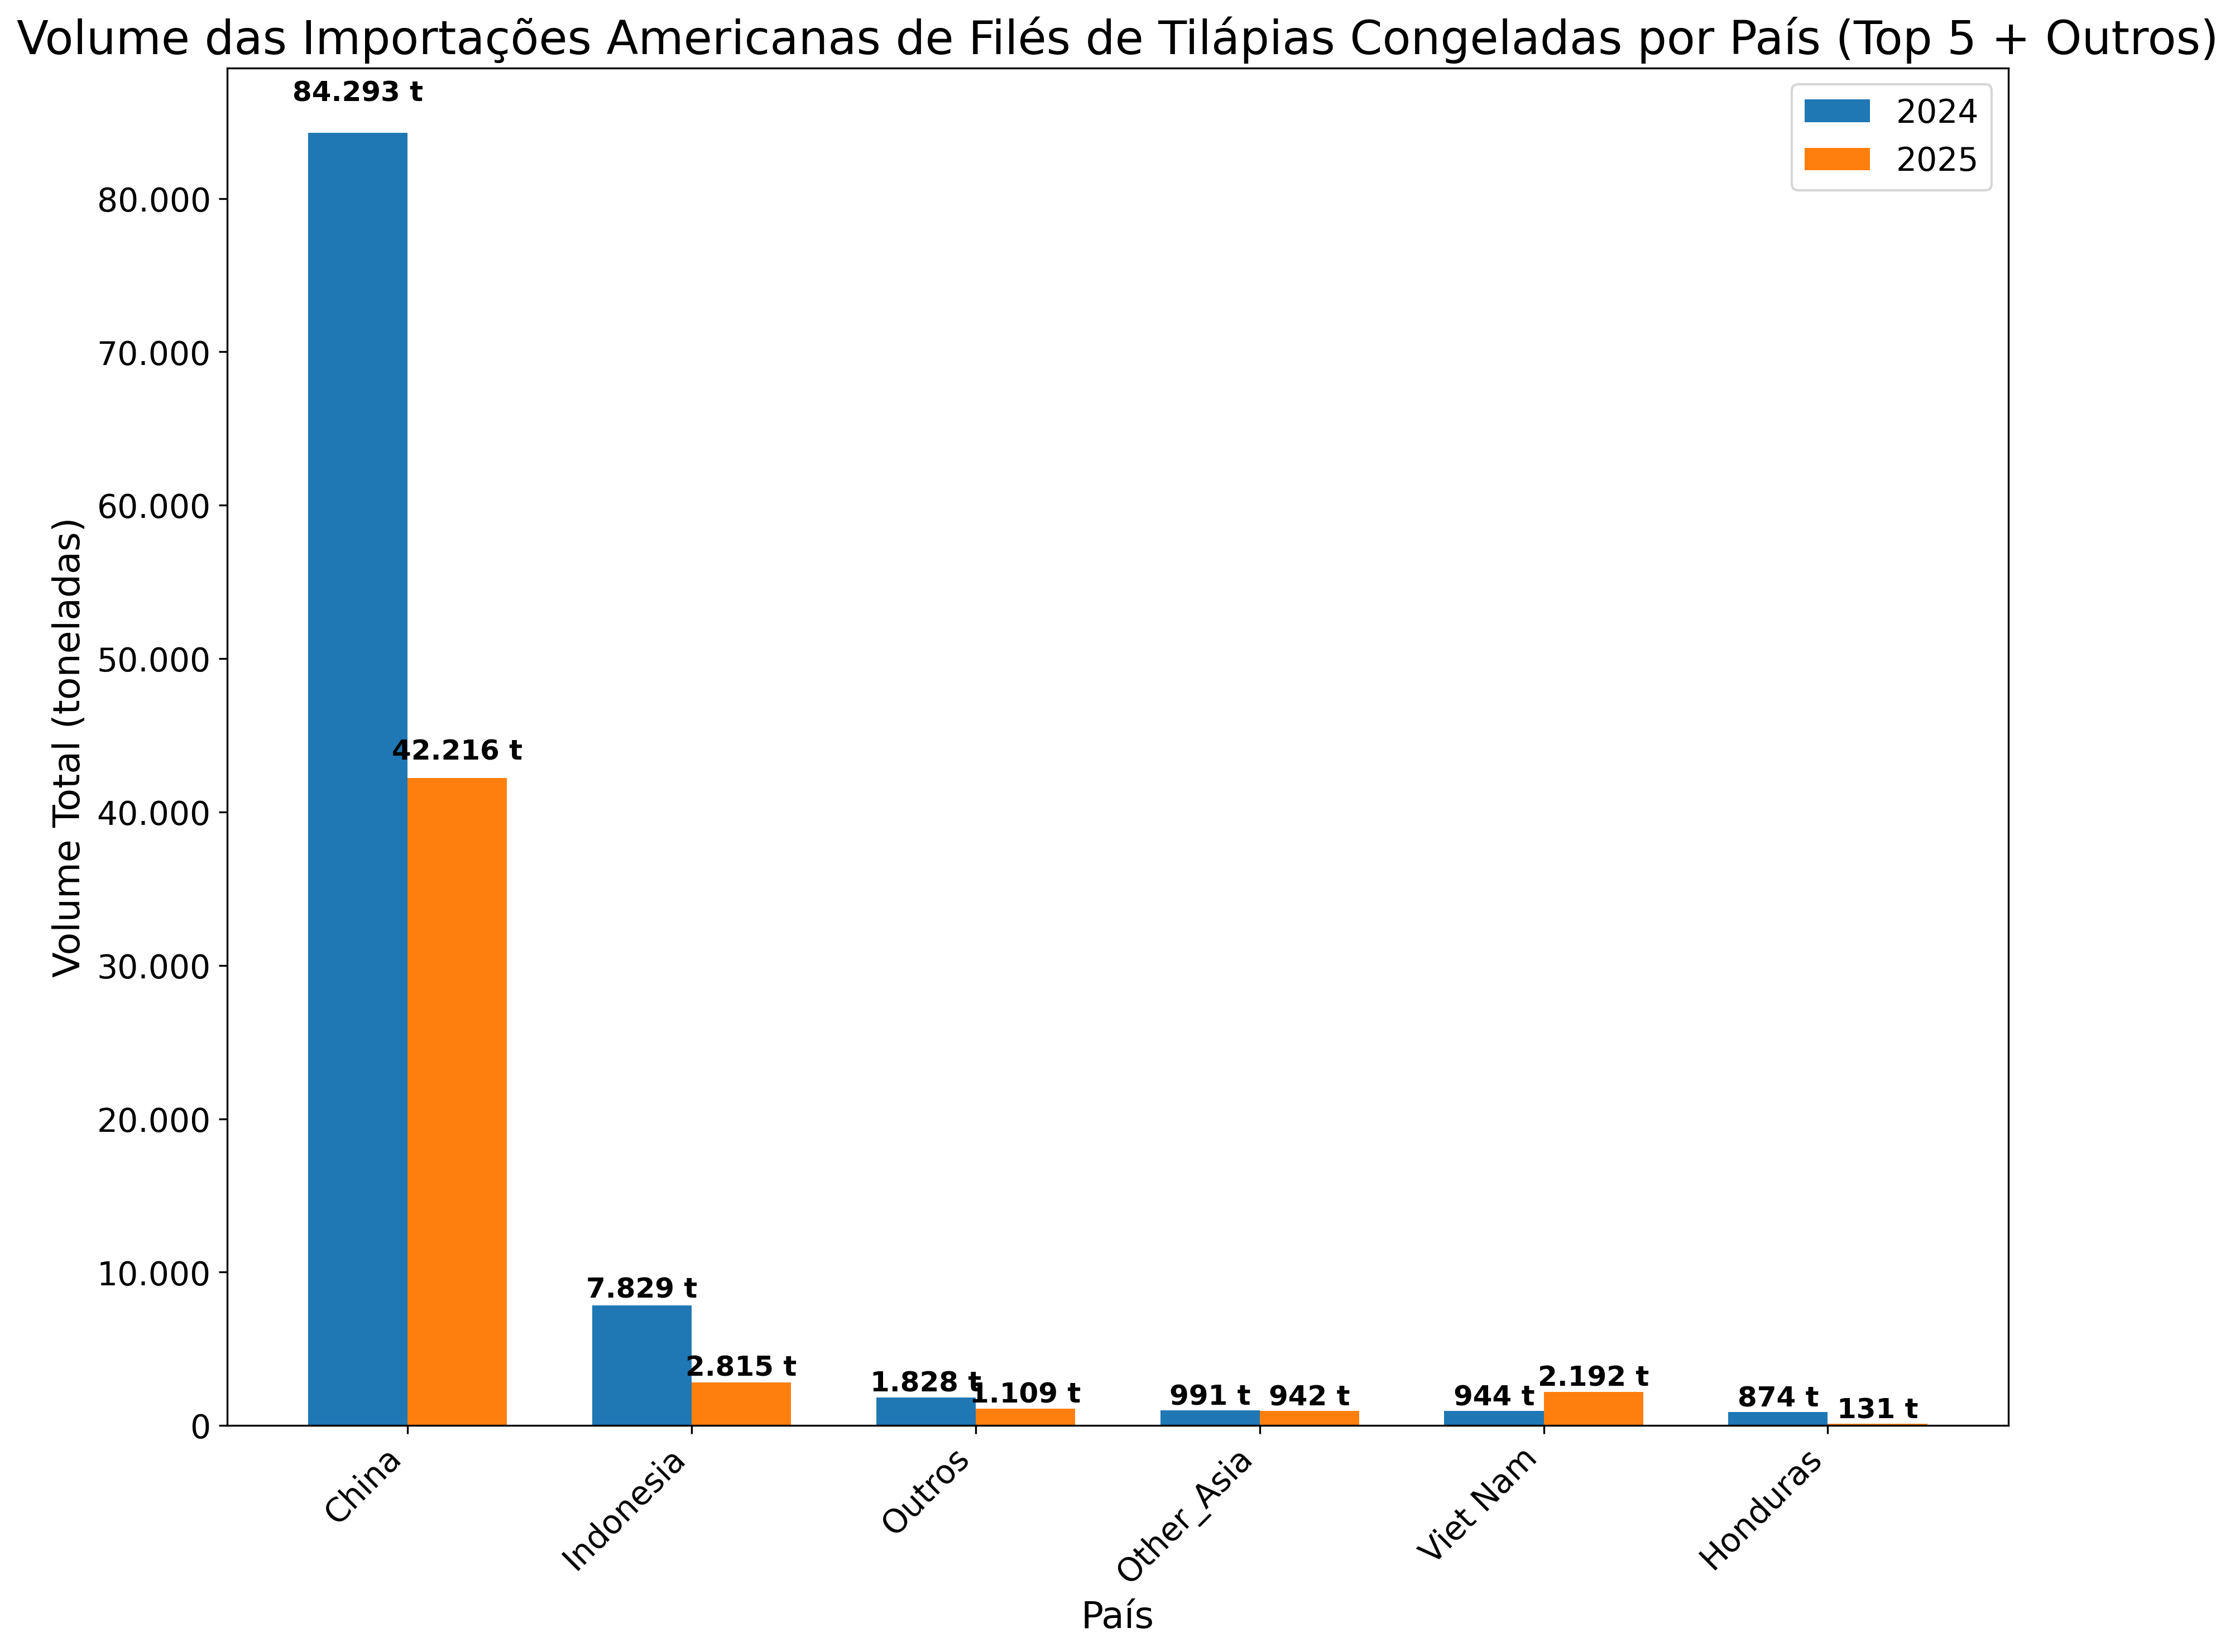 Volume das Importações Americanas de Filés de Tilápias Congeladas por País (Top 5 + Outros)
2024
2025
Volume Total (toneladas)
80.000
70.000
60.000
50.000
40.000
30.000
20.000
10.000
0
84.293 t
42.216 t
7.829 t
2.815 t
1.828 t
1.109 t
991 t
942 t
944 t
2.192 t
874 t
131 t
China
Indonesia
Outros
Other_Asia
Viet Nam
Honduras
País